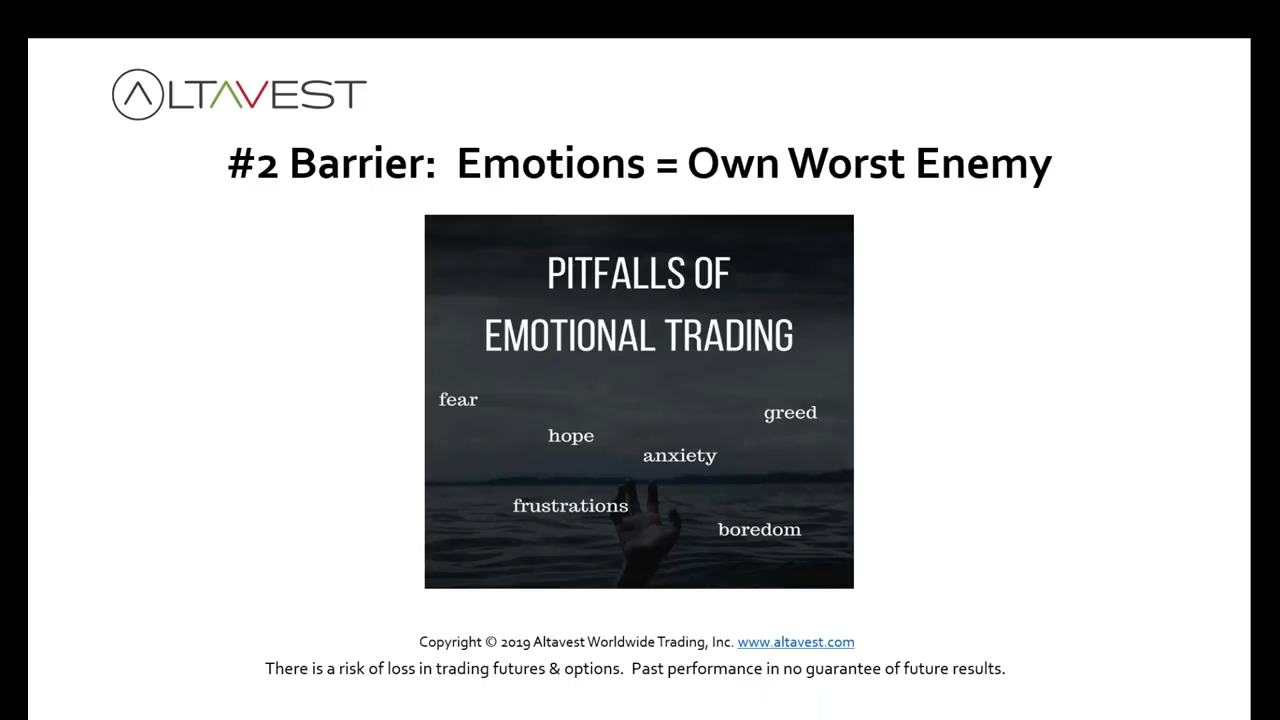 ALTAVEST
#2 Barrier: Emotions = Own Worst Enemy
PITFALLS OF
EMOTIONAL TRADING
fear
greed
hope
anxiety
frustrations
boredom
Copyright © 2019 Altavest Worldwide Trading, Inc. www.altavest.com
There is a risk of loss in trading futures & options. Past performance in no guarantee of future results.